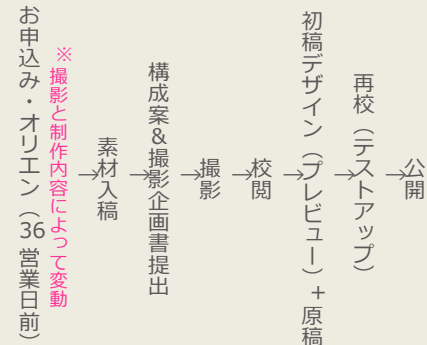 お申込み・オリエン（36営業日前）
※撮影と制作内容によって変動
→
素材入稿
→
構成案&撮影企画書提出
→
撮影
→
校閲
→
初稿デザイン（プレビュー）+原稿
→
再校（テストアップ）
→
公開